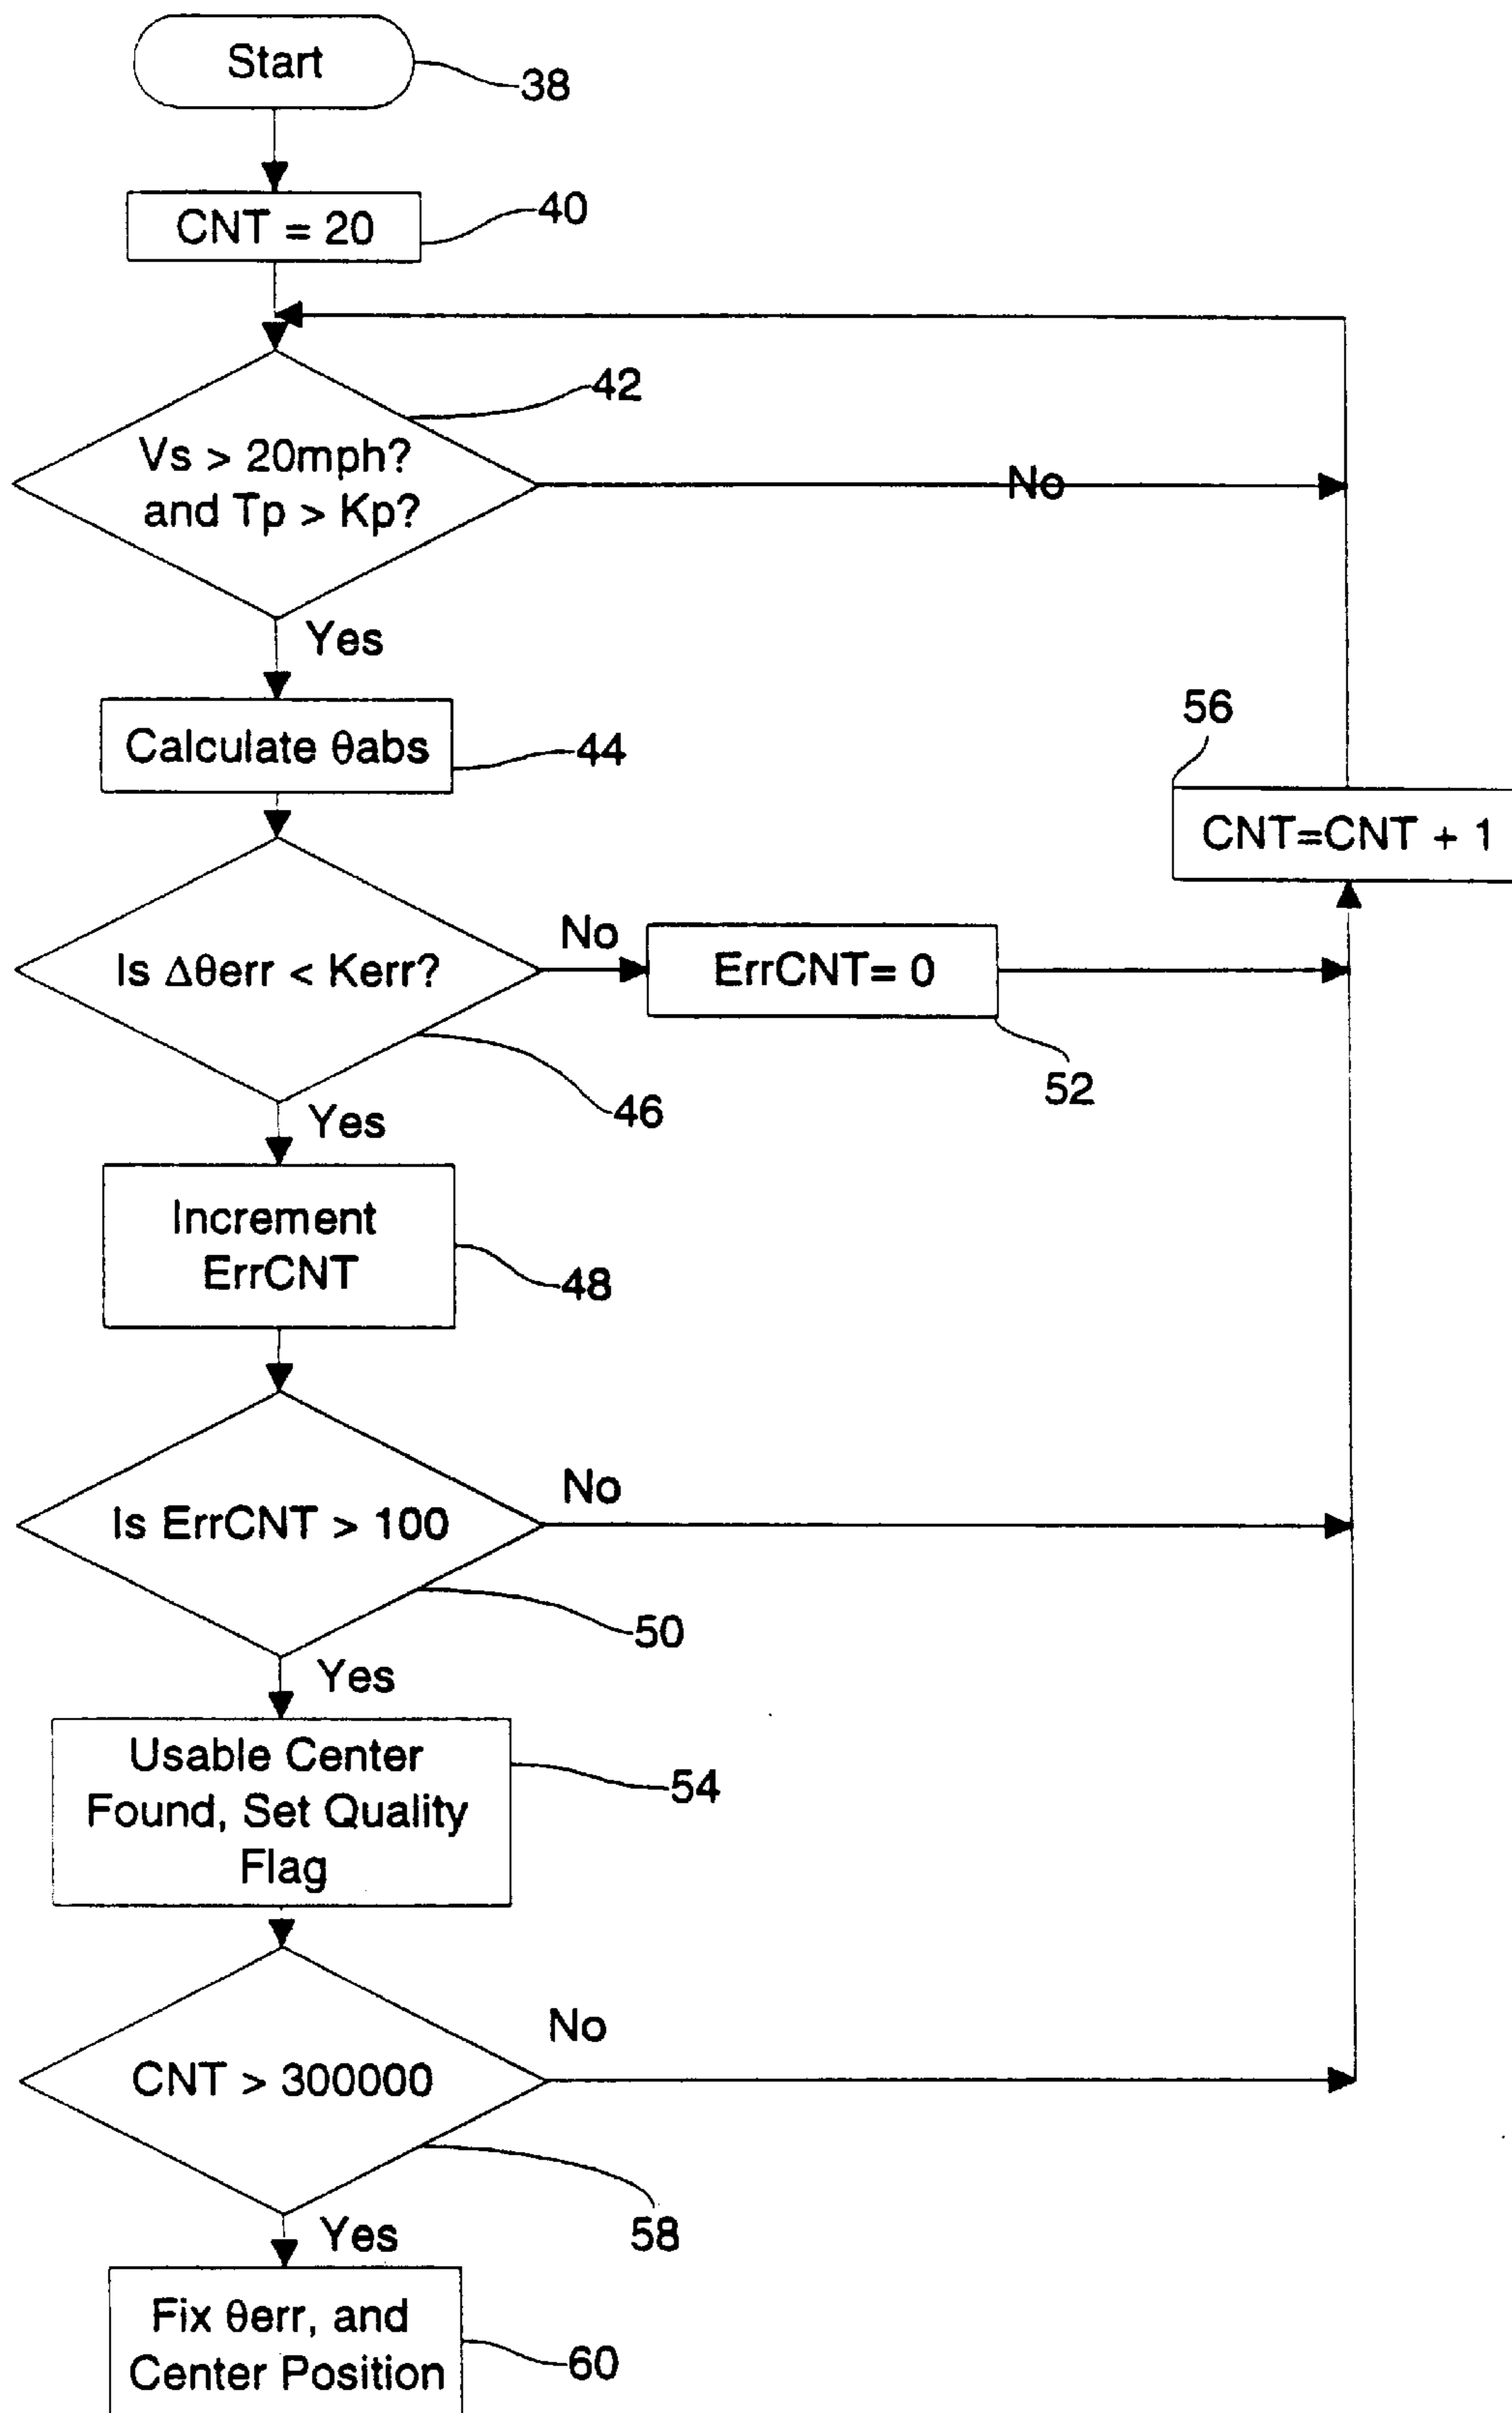 Start
38
CNT = 20
40
42
Vs > 20mph?
and Tp > Kp?
No
Yes
Calculate θabs
44
56
CNT=CNT + 1
Is Δθerr < Kerr?
No
ErrCNT= 0
52
46
Yes
Increment
ErrCNT
48
Is ErrCNT > 100
No
50
Yes
Usable Center
Found, Set Quality
Flag
54
CNT > 300000
No
58
Yes
Fix θerr, and
Center Position
60